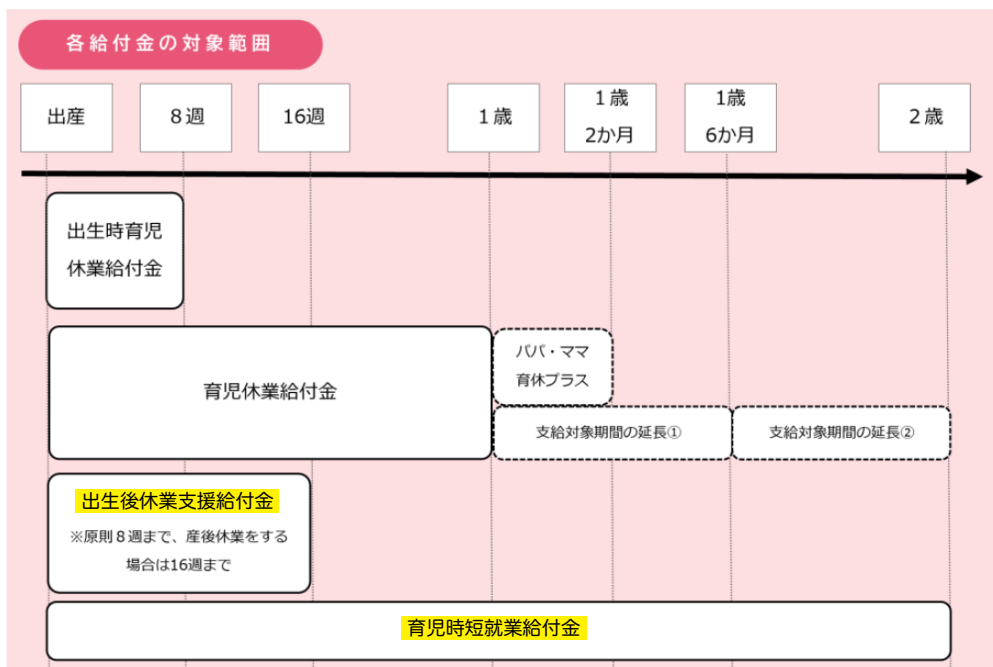 各給付金の対象範囲
出産
８週
16週
１歳
１歳
2か月
1歳
6か月
２歳
出生時育児
休業給付金
育児休業給付金
パパ・ママ
育休プラス
支給対象期間の延長①
支給対象期間の延長②
出生後休業支援給付金
※原則８週まで、産後休業をする
場合は16週まで
育児時短就業給付金